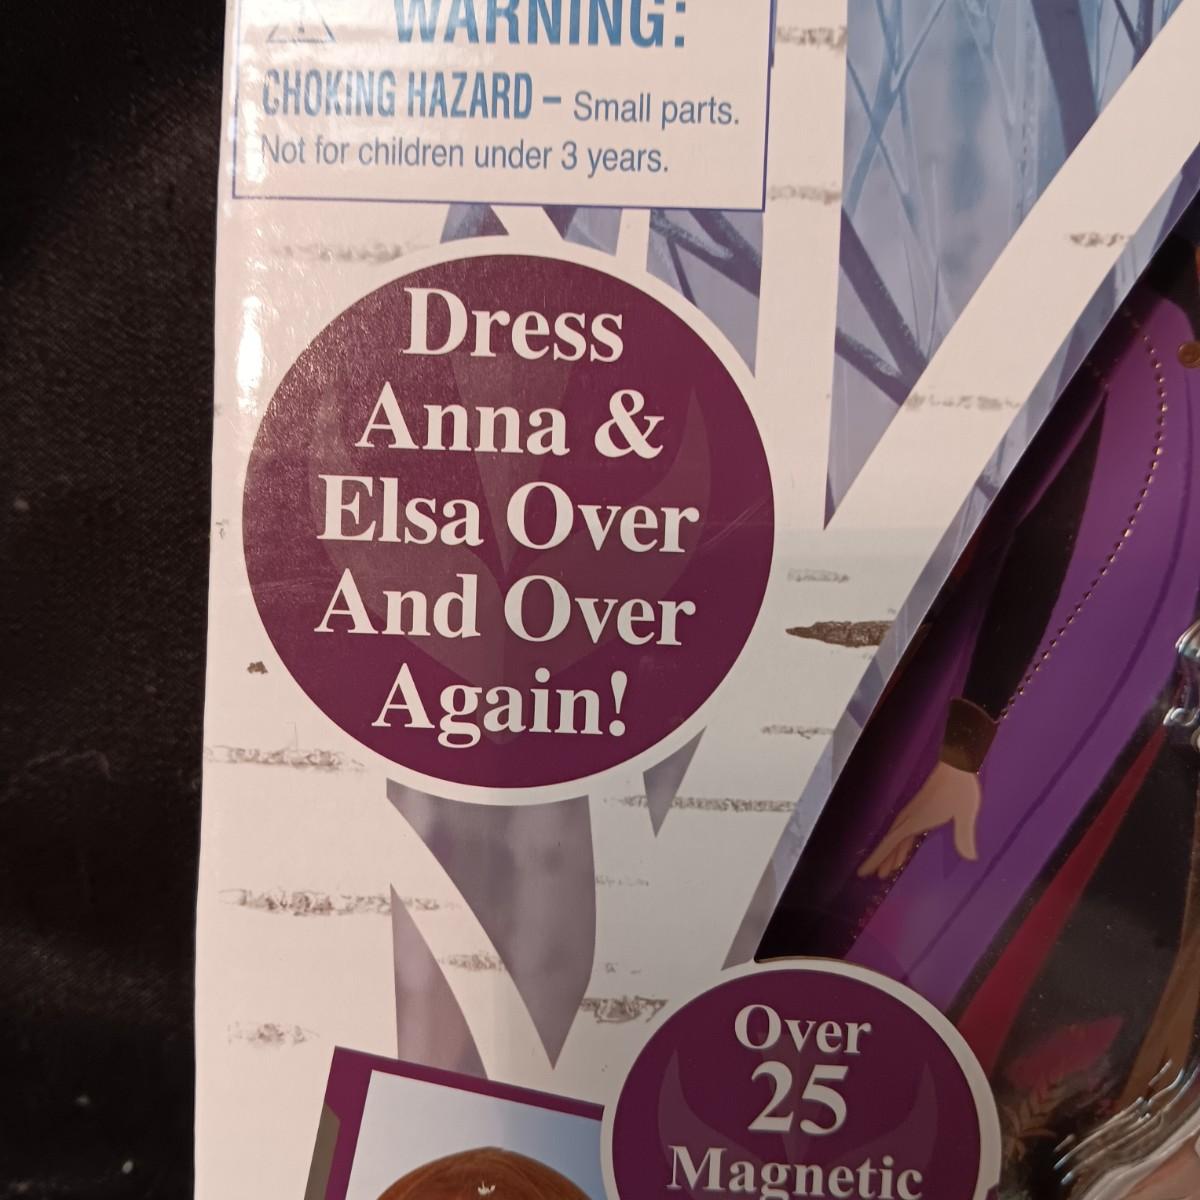 WARNING:
CHOKING HAZARD – Small parts.
Not for children under 3 years.
Dress
Anna &
Elsa Over
And Over
Again!
Over
25
Magnetic